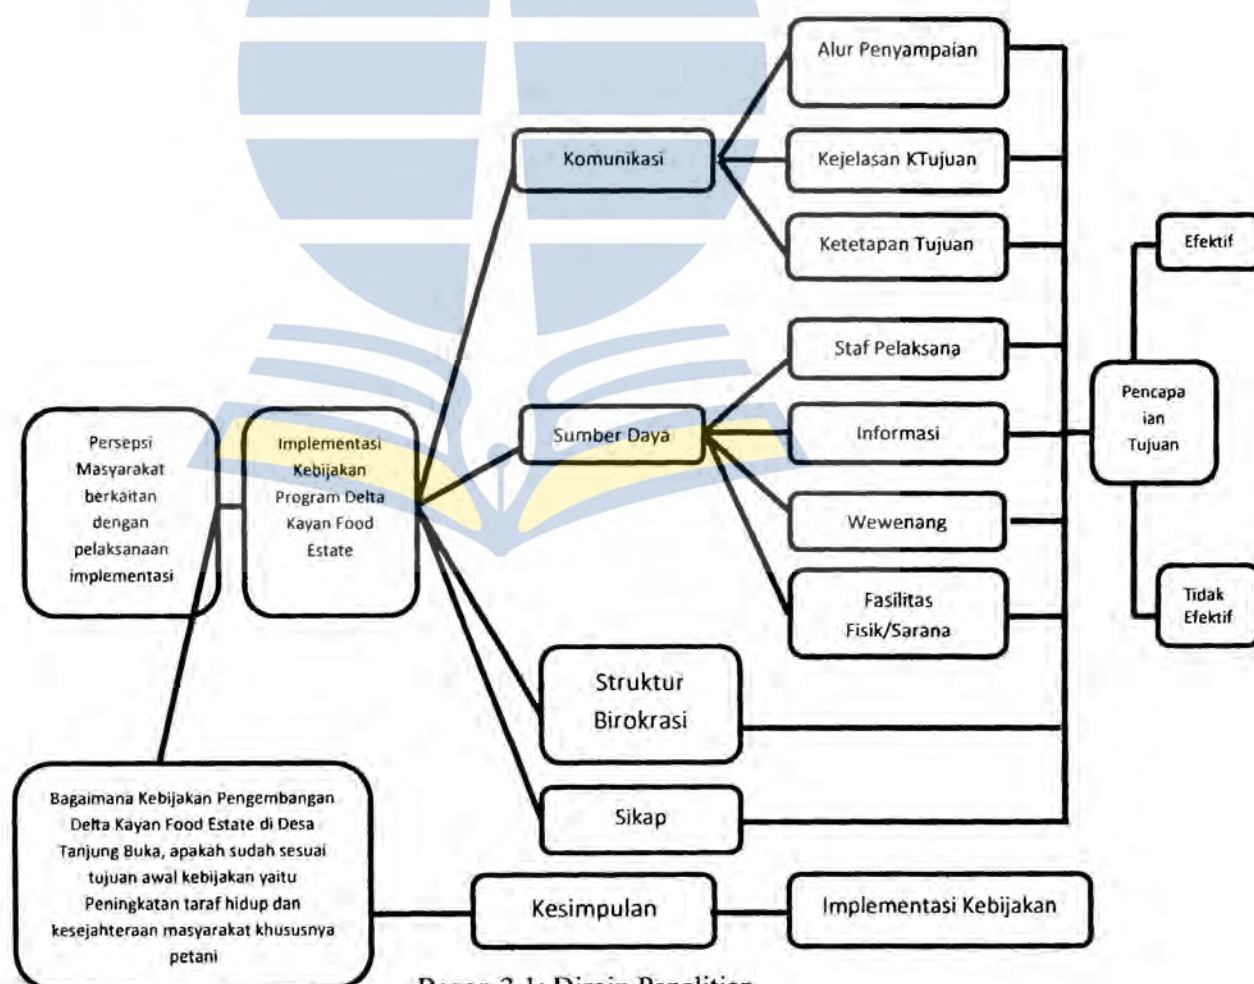 Alur Penyampaian
Komunikasi
Kejelasan KTujuan
Ketetapan Tujuan
Efektif
Staf Pelaksana
Persepsi
Masyarakat
berkaitan
dengan
pelaksanaan
implementasi
Implementasi
Kebijakan
Program Delta
Kayan Food
Estate
Sumber Daya
Informasi
Pencapa
ian
Tujuan
Wewenang
Fasilitas
Fisik/Sarana
Tidak
Efektif
Struktur
Birokrasi
Sikap
Bagaimana Kebijakan Pengembangan
Delta Kayan Food Estate di Desa
Tanjung Buka, apakah sudah sesuai
tujuan awal kebijakan yaitu
Peningkatan taraf hidup dan
kesejahteraan masyarakat khususnya
petani
Kesimpulan
Implementasi Kebijakan